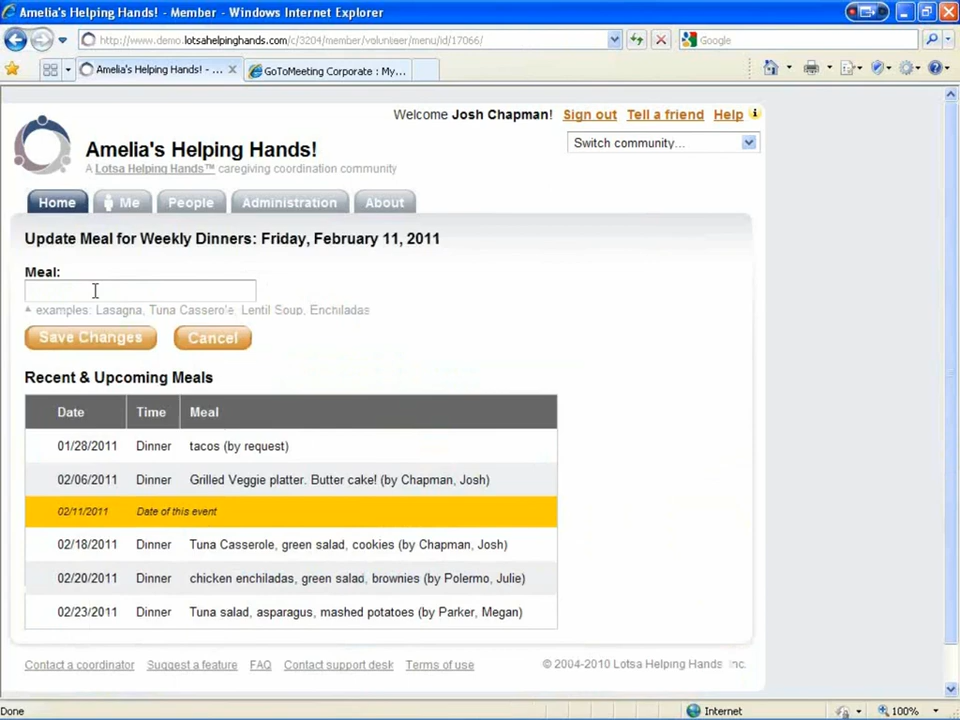 Amelia's Helping Hands! - Member - Windows Internet Explorer
http://www.demo.lotsahelpinghands.com/c/3204/member/volunteer/menu/id/17066/
Google
Amelia's Helping Hands! - ...
GoToMeeting Corporate : My...
Welcome Josh Chapman! Sign out Tell a friend Help
Switch community...
Amelia's Helping Hands!
A Lotsa Helping Hands™ caregiving coordination community
Home Me People Administration About
Update Meal for Weekly Dinners: Friday, February 11, 2011
Meal:
examples: Lasagna, Tuna Casserole, Lentil Soup, Enchiladas
Save Changes Cancel
Recent & Upcoming Meals
Date Time Meal
01/28/2011 Dinner tacos (by request)
02/06/2011 Dinner Grilled Veggie platter. Butter cake! (by Chapman, Josh)
02/11/2011 Date of this event
02/18/2011 Dinner Tuna Casserole, green salad, cookies (by Chapman, Josh)
02/20/2011 Dinner chicken enchiladas, green salad, brownies (by Polermo, Julie)
02/23/2011 Dinner Tuna salad, asparagus, mashed potatoes (by Parker, Megan)
Contact a coordinator Suggest a feature FAQ Contact support desk Terms of use © 2004-2010 Lotsa Helping Hands, Inc.
Done Internet 100%